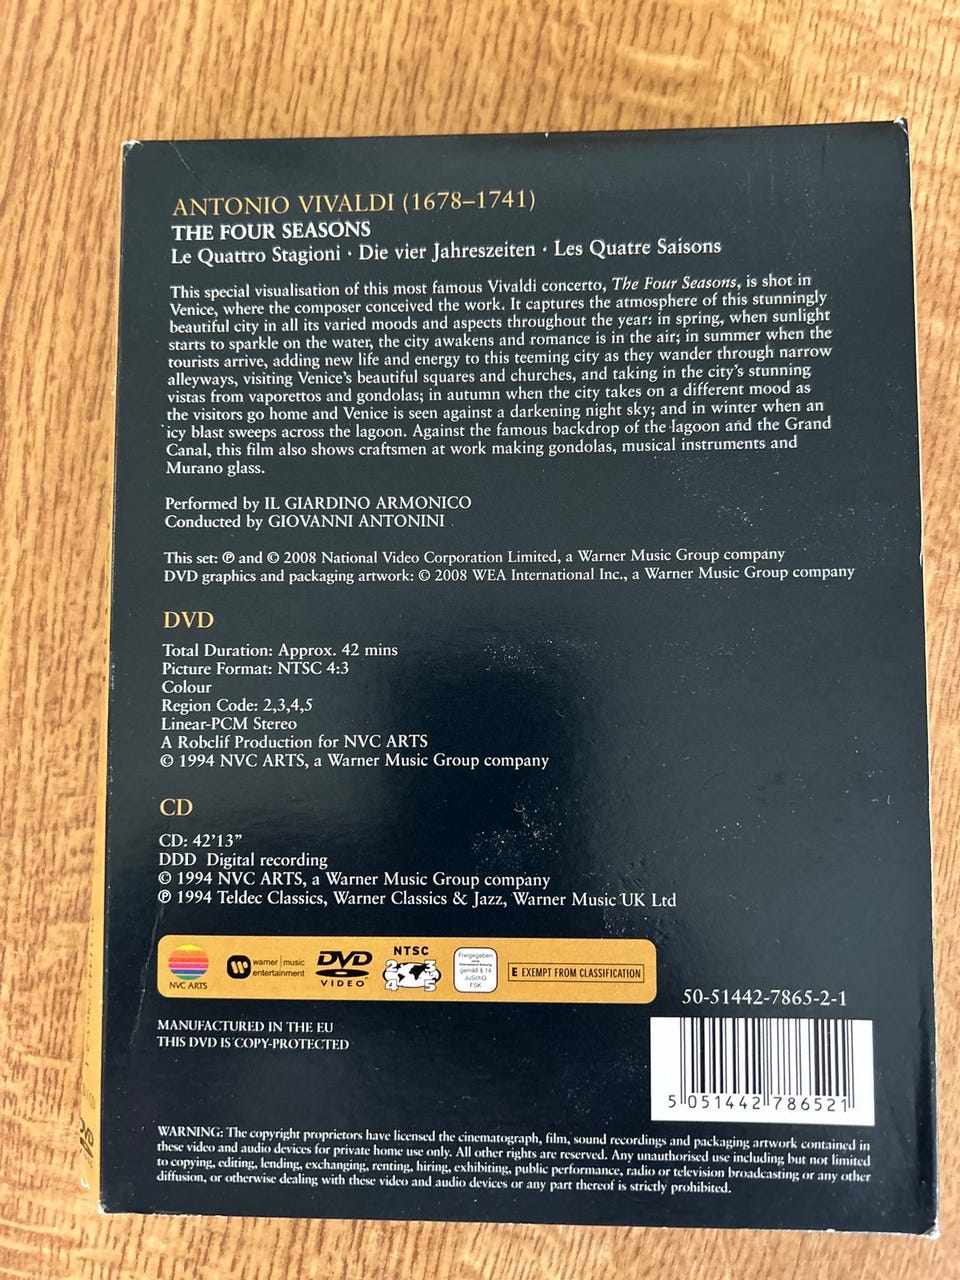 ANTONIO VIVALDI (1678–1741)
THE FOUR SEASONS
Le Quattro Stagioni · Die vier Jahreszeiten · Les Quatre Saisons
This special visualisation of this most famous Vivaldi concerto, The Four Seasons, is shot in
Venice, where the composer conceived the work. It captures the atmosphere of this stunningly
beautiful city in all its varied moods and aspects throughout the year: in spring, when sunlight
starts to sparkle on the water, the city awakens and romance is in the air; in summer when the
tourists arrive, adding new life and energy to this teeming city as they wander through narrow
alleyways, visiting Venice's beautiful squares and churches, and taking in the city's stunning
vistas from vaporettos and gondolas; in autumn when the city takes on a different mood as
the visitors go home and Venice is seen against a darkening night sky; and in winter when an
icy blast sweeps across the lagoon. Against the famous backdrop of the lagoon and the Grand
Canal, this film also shows craftsmen at work making gondolas, musical instruments and
Murano glass.
Performed by IL GIARDINO ARMONICO
Conducted by GIOVANNI ANTONINI
This set: ℗ and © 2008 National Video Corporation Limited, a Warner Music Group company
DVD graphics and packaging artwork: © 2008 WEA International Inc., a Warner Music Group company
DVD
Total Duration: Approx. 42 mins
Picture Format: NTSC 4:3
Colour
Region Code: 2,3,4,5
Linear-PCM Stereo
A Robclif Production for NVC ARTS
© 1994 NVC ARTS, a Warner Music Group company
CD
CD: 42'13"
DDD Digital recording
© 1994 NVC ARTS, a Warner Music Group company
℗ 1994 Teldec Classics, Warner Classics & Jazz, Warner Music UK Ltd
NVC ARTS
warner music
entertainment
DVD
VIDEO
NTSC
2 3
4 5
Freigegeben
gemäß § 14
JuSchG
FSK
E EXEMPT FROM CLASSIFICATION
50-51442-7865-2-1
MANUFACTURED IN THE EU
THIS DVD IS COPY-PROTECTED
5 051442 786521
WARNING: The copyright proprietors have licensed the cinematograph, film, sound recordings and packaging artwork contained in
these video and audio devices for private home use only. All other rights are reserved. Any unauthorised use including but not limited
to copying, editing, lending, exchanging, renting, hiring, exhibiting, public performance, radio or television broadcasting or any other
diffusion, or otherwise dealing with these video and audio devices or any part thereof is strictly prohibited.